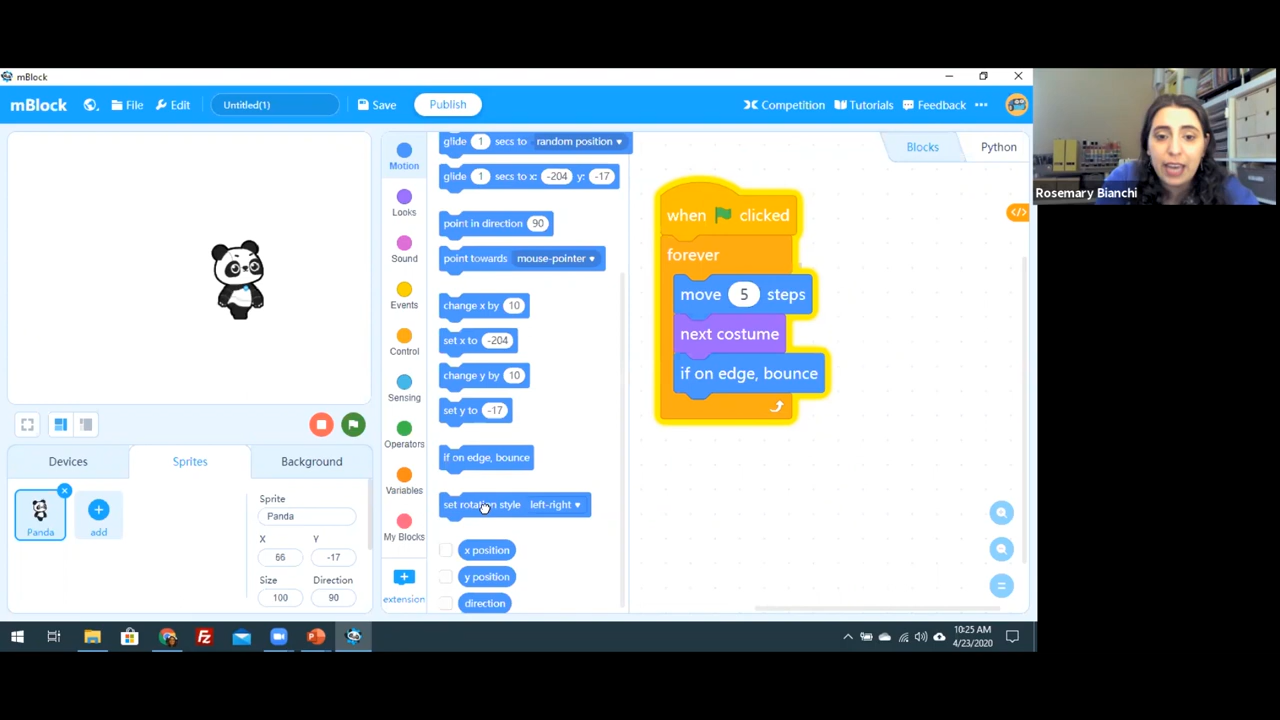 mBlock
mBlock File Edit Untitled(1) Save Publish Competition Tutorials Feedback
Motion
Looks
Sound
Events
Control
Sensing
Operators
Variables
My Blocks
extension
glide 1 secs to random position
glide 1 secs to x: -204 y: -17
point in direction 90
point towards mouse-pointer
change x by 10
set x to -204
change y by 10
set y to -17
if on edge, bounce
set rotation style left-right
x position
y position
direction
Blocks Python
when clicked
forever
move 5 steps
next costume
if on edge, bounce
Rosemary Bianchi
Devices Sprites Background
Panda
add
Sprite
Panda
X Y
66 -17
Size Direction
100 90
10:25 AM
4/23/2020